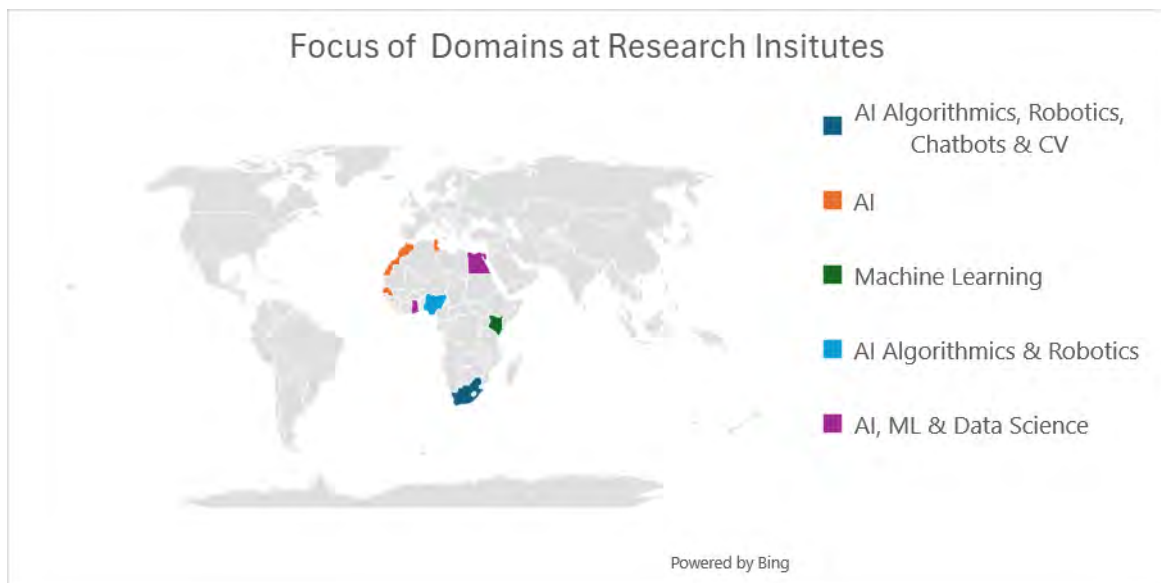 Focus of Domains at Research Insitutes
AI Algorithmics, Robotics,
Chatbots & CV
AI
Machine Learning
AI Algorithmics & Robotics
AI, ML & Data Science
Powered by Bing